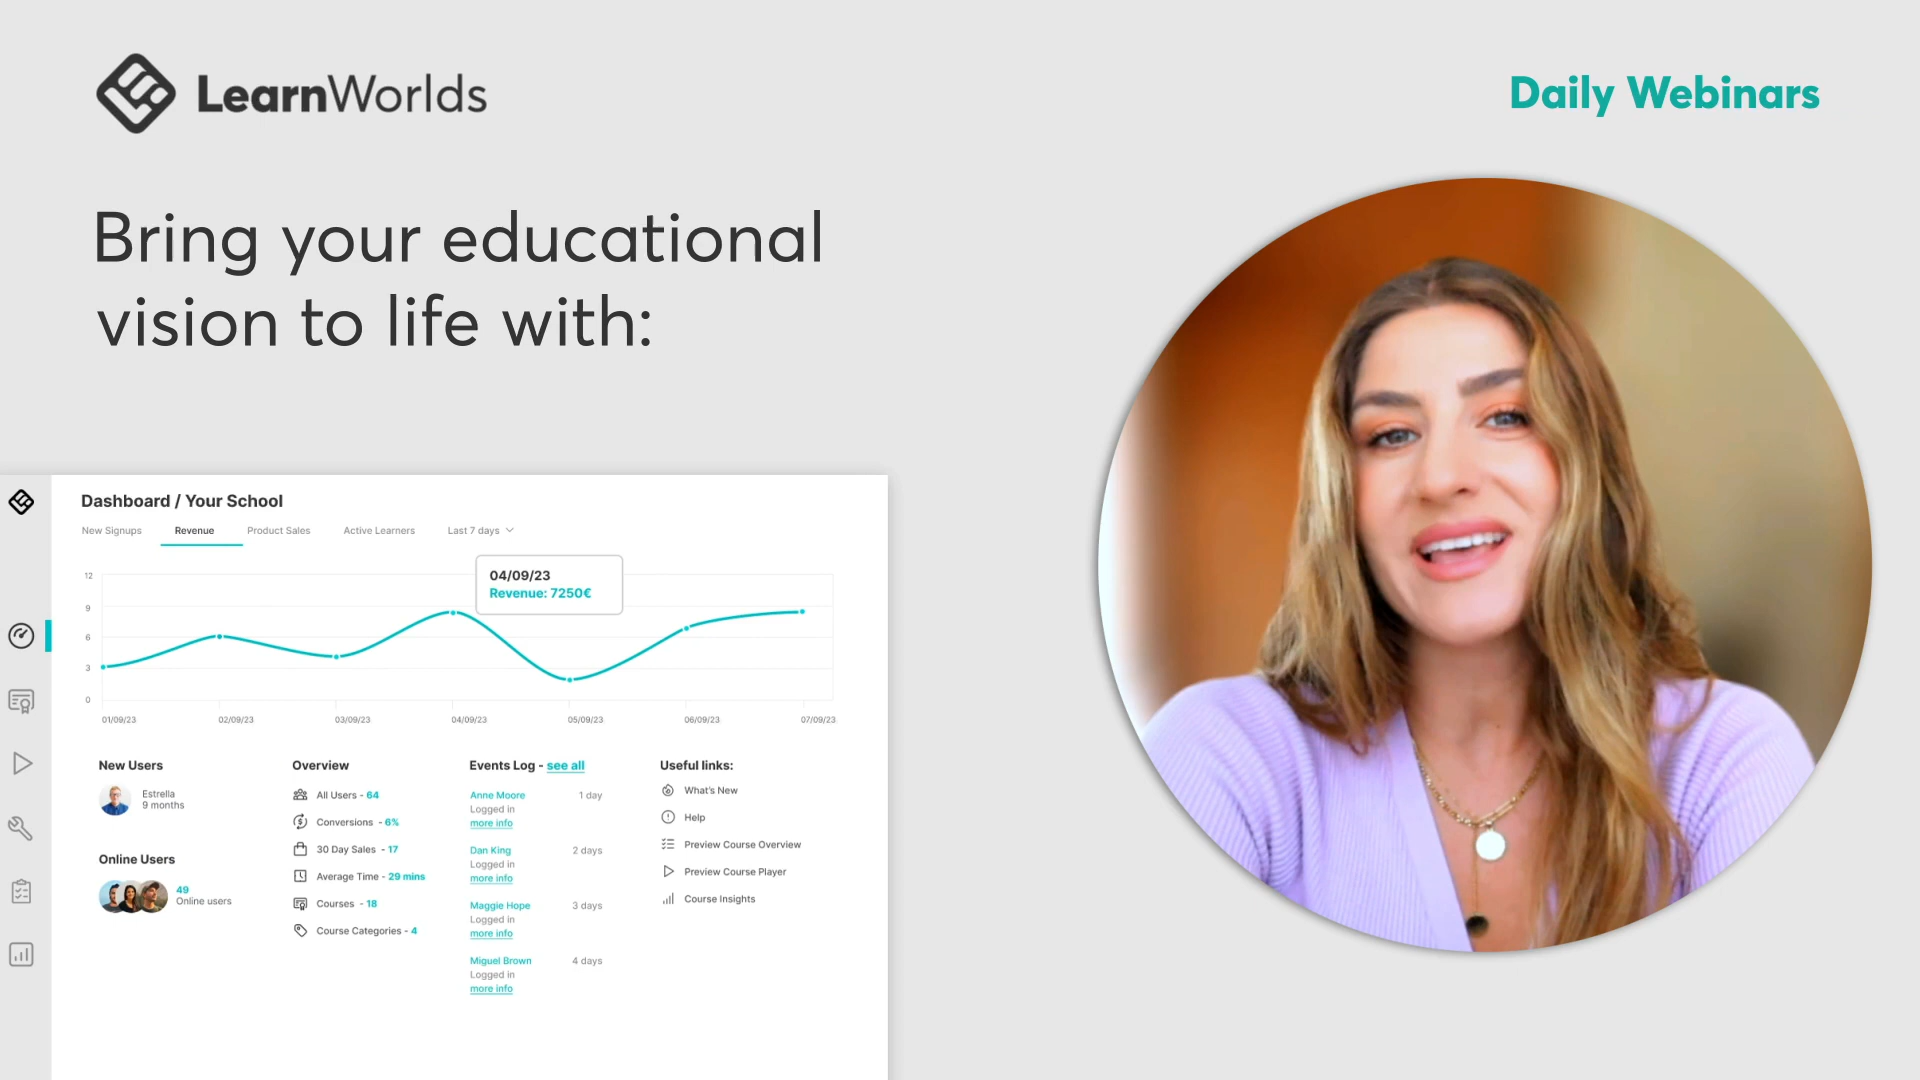 LearnWorlds
Daily Webinars
Bring your educational
vision to life with:
Dashboard / Your School
New Signups
Revenue
Product Sales
Active Learners
Last 7 days
04/09/23
Revenue: 7250€
12
9
6
3
0
01/09/23
02/09/23
03/09/23
04/09/23
05/09/23
06/09/23
07/09/23
New Users
Estrella
9 months
Online Users
49
Online users
Overview
All Users - 64
Conversions - 6%
30 Day Sales - 17
Average Time - 29 mins
Courses - 18
Course Categories - 4
Events Log - see all
Anne Moore 1 day
Logged in
more info
Dan King 2 days
Logged in
more info
Maggie Hope 3 days
Logged in
more info
Miguel Brown 4 days
Logged in
more info
Useful links:
What's New
Help
Preview Course Overview
Preview Course Player
Course Insights